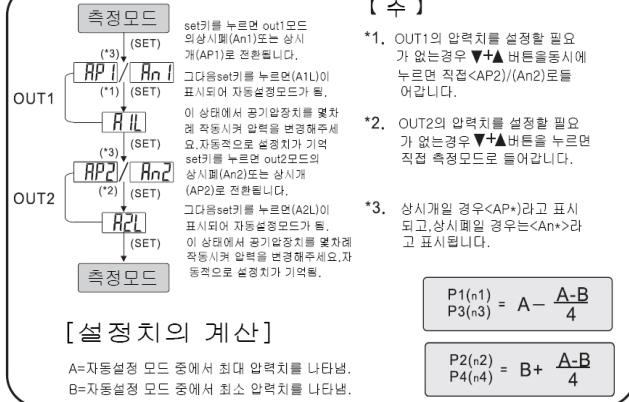 측정모드
(SET)
(*3)
AP1 / An1
(*1) (SET)
OUT1
A1L
(SET)
(*3)
AP2 / An2
(*2) (SET)
OUT2
A2L
(SET)
측정모드
set키를 누르면 out1모드
의상시폐(An1)또는 상시
개(AP1)로 전환됩니다.
그다음set키를 누르면(A1L)이
표시되어 자동설정모드가 됨.
이 상태에서 공기압장치를 몇차
례 작동시켜 압력을 변경해주세
요.자동적으로 설정치가 기억
set키를 누르면 out2모드의
상시폐(An2)또는 상시개
(AP2)로 전환됩니다.
그다음set키를 누르면(A2L)이
표시되어 자동설정모드가 됨.
이 상태에서 공기압장치를 몇차례
작동시켜 압력을 변경해주세요.자
동적으로 설정치가 기억됨.
【 주 】
*1. OUT1의 압력치를 설정할 필요
가 없는경우 ▼+▲ 버튼을동시에
누르면 직접<AP2)/(An2)로들
어갑니다.
*2. OUT2의 압력치를 설정할 필요
가 없는경우▼+▲버튼을 누르면
직접 측정모드로 들어갑니다.
*3. 상시개일 경우<AP*)라고 표시
되고,상시폐일 경우는<An*>라
고 표시됩니다.
[설정치의 계산]
A=자동설정 모드 중에서 최대 압력치를 나타냄.
B=자동설정 모드 중에서 최소 압력치를 나타냄.
P1(n1)
P3(n3) = A− A-B
4
P2(n2)
P4(n4) = B+ A-B
4